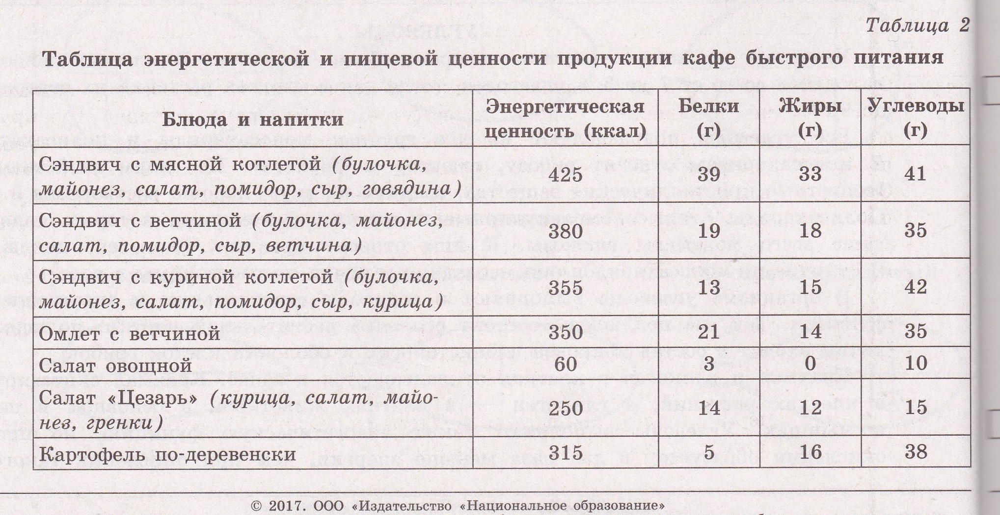 Таблица 2
Таблица энергетической и пищевой ценности продукции кафе быстрого питания
Блюда и напитки | Энергетическая ценность (ккал) | Белки (г) | Жиры (г) | Углеводы (г)
Сэндвич с мясной котлетой (булочка,
майонез, салат, помидор, сыр, говядина) | 425 | 39 | 33 | 41
Сэндвич с ветчиной (булочка, майонез,
салат, помидор, сыр, ветчина) | 380 | 19 | 18 | 35
Сэндвич с куриной котлетой (булочка,
майонез, салат, помидор, сыр, курица) | 355 | 13 | 15 | 42
Омлет с ветчиной | 350 | 21 | 14 | 35
Салат овощной | 60 | 3 | 0 | 10
Салат «Цезарь» (курица, салат, майо-
нез, гренки) | 250 | 14 | 12 | 15
Картофель по-деревенски | 315 | 5 | 16 | 38
© 2017. ООО «Издательство «Национальное образование»